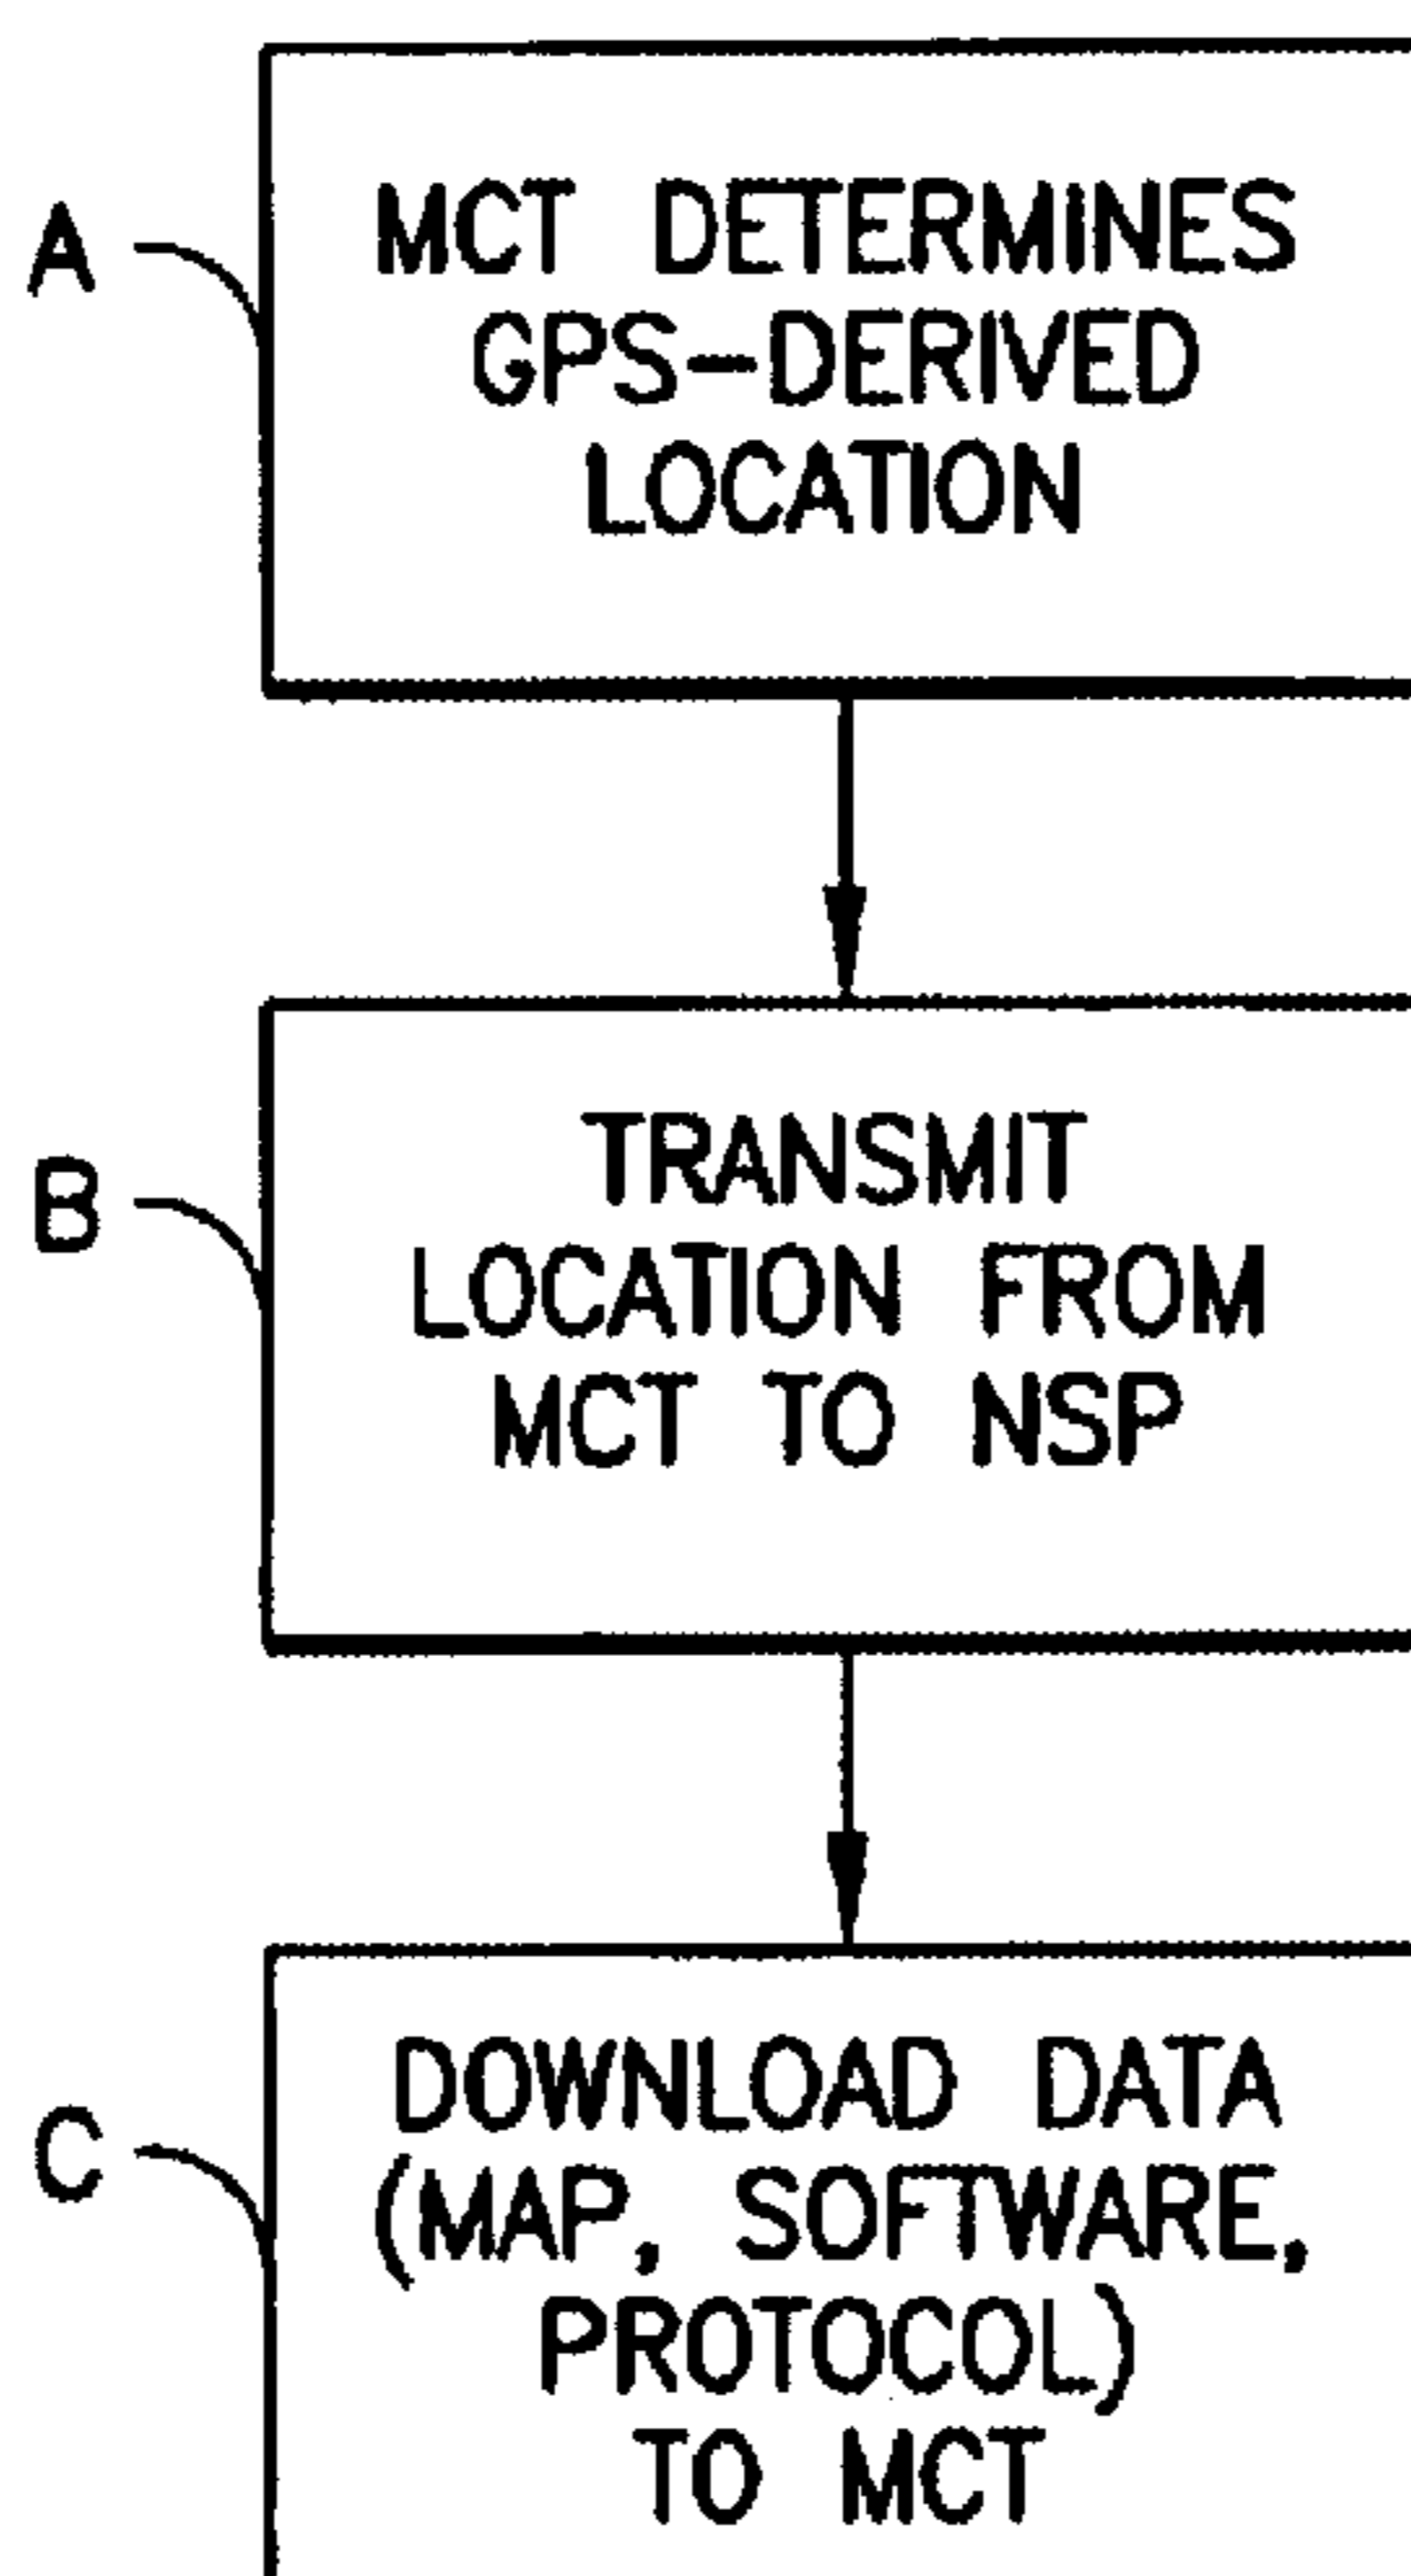 A
MCT DETERMINES
GPS-DERIVED
LOCATION
B
TRANSMIT
LOCATION FROM
MCT TO NSP
C
DOWNLOAD DATA
(MAP, SOFTWARE,
PROTOCOL)
TO MCT